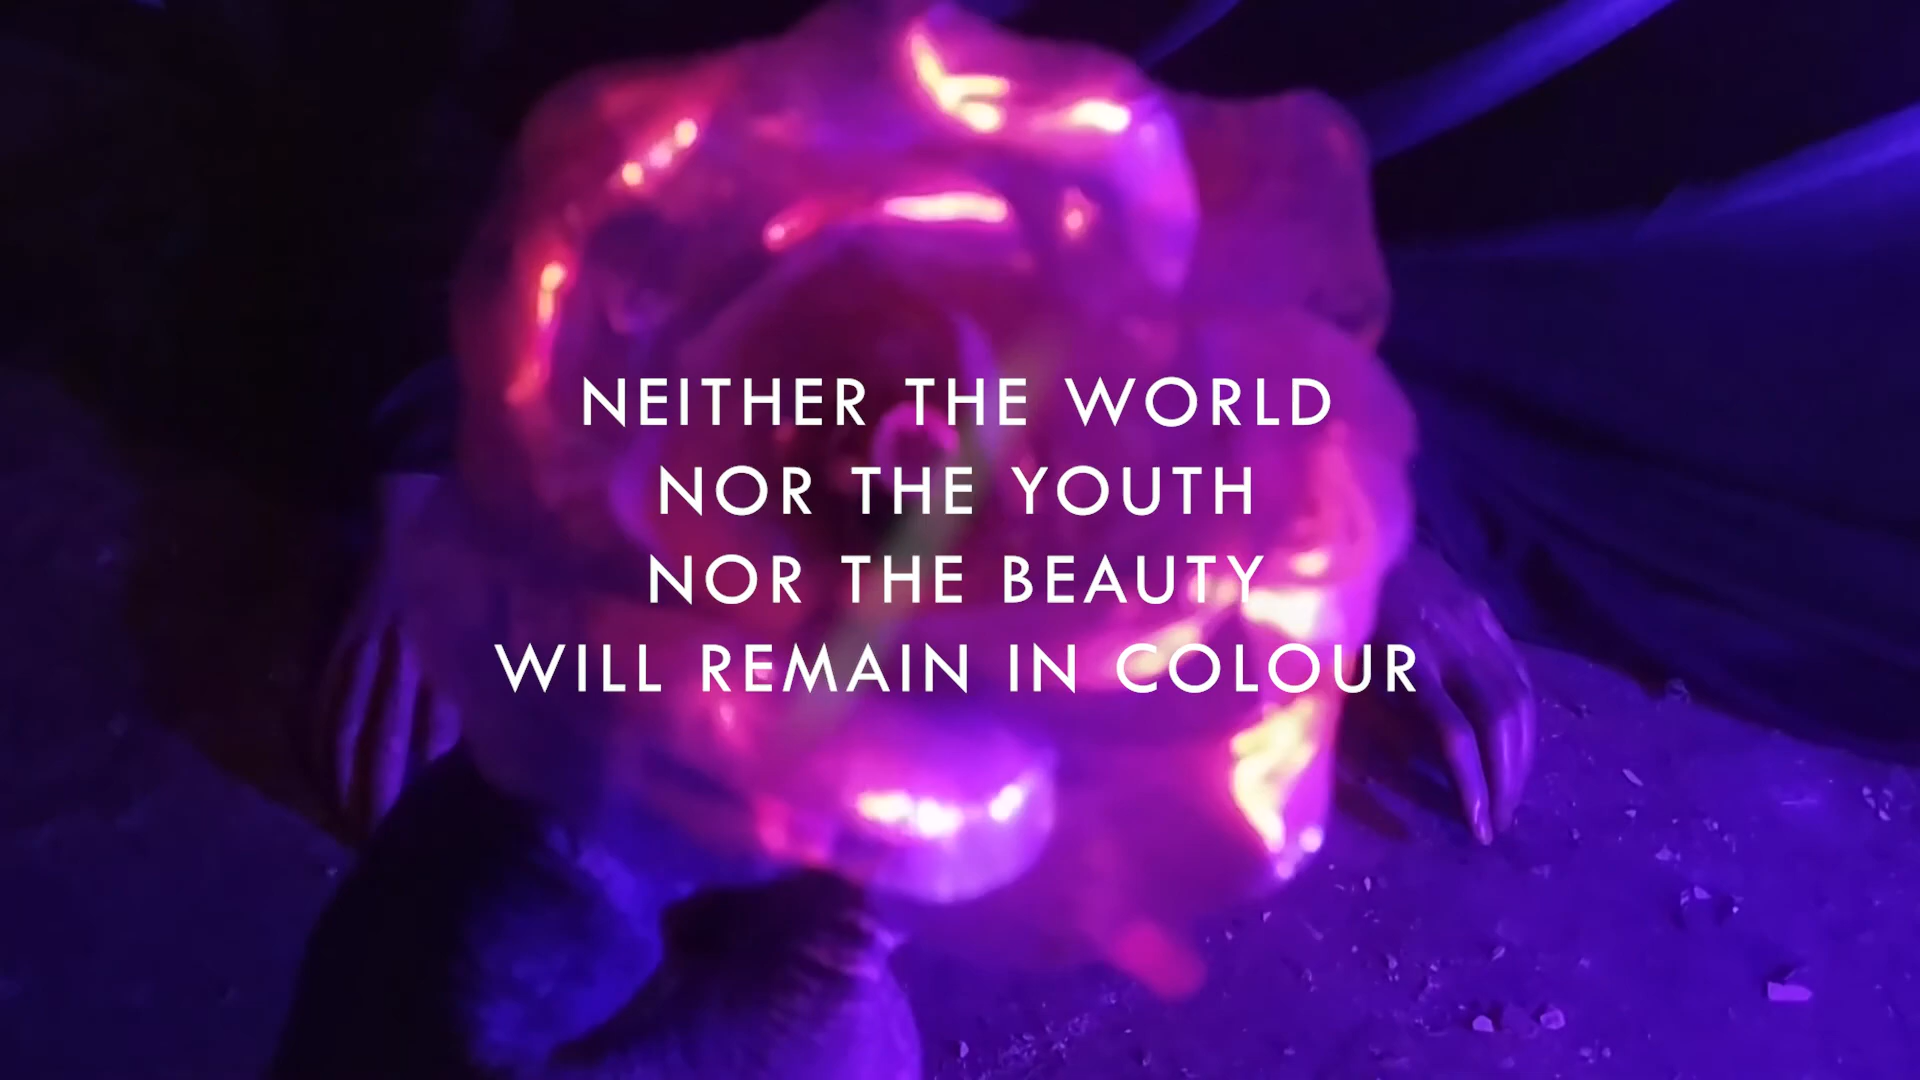 NEITHER THE WORLD
NOR THE YOUTH
NOR THE BEAUTY
WILL REMAIN IN COLOUR